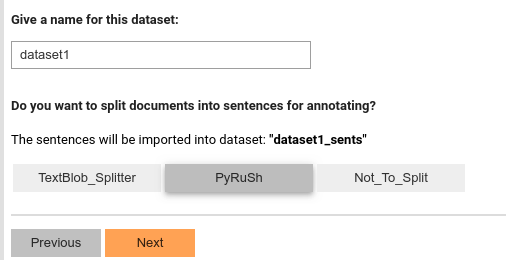 Give a name for this dataset:
dataset1
Do you want to split documents into sentences for annotating?
The sentences will be imported into dataset: "dataset1_sents"
TextBlob_Splitter PyRuSh Not_To_Split
Previous Next